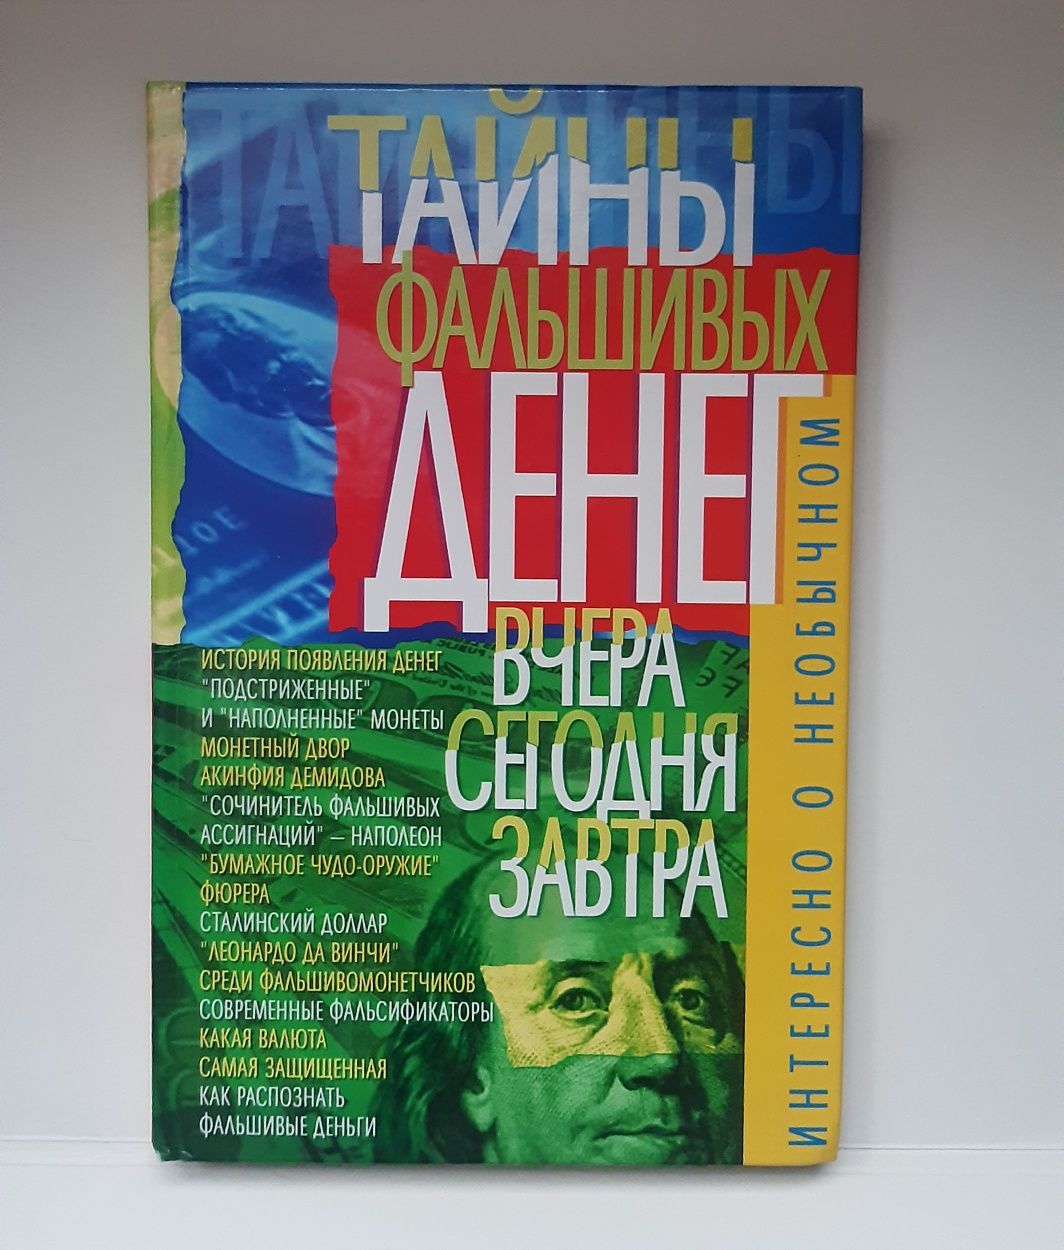 ТАЙНЫ
ТАЙНЫ
ФАЛЬШИВЫХ
ДЕНЕГ
ВЧЕРА
СЕГОДНЯ
ЗАВТРА
ИСТОРИЯ ПОЯВЛЕНИЯ ДЕНЕГ
"ПОДСТРИЖЕННЫЕ"
И "НАПОЛНЕННЫЕ" МОНЕТЫ
МОНЕТНЫЙ ДВОР
АКИНФИЯ ДЕМИДОВА
"СОЧИНИТЕЛЬ ФАЛЬШИВЫХ
АССИГНАЦИЙ" – НАПОЛЕОН
"БУМАЖНОЕ ЧУДО-ОРУЖИЕ"
ФЮРЕРА
СТАЛИНСКИЙ ДОЛЛАР
"ЛЕОНАРДО ДА ВИНЧИ"
СРЕДИ ФАЛЬШИВОМОНЕТЧИКОВ
СОВРЕМЕННЫЕ ФАЛЬСИФИКАТОРЫ
КАКАЯ ВАЛЮТА
САМАЯ ЗАЩИЩЕННАЯ
КАК РАСПОЗНАТЬ
ФАЛЬШИВЫЕ ДЕНЬГИ
ИНТЕРЕСНО О НЕОБЫЧНОМ